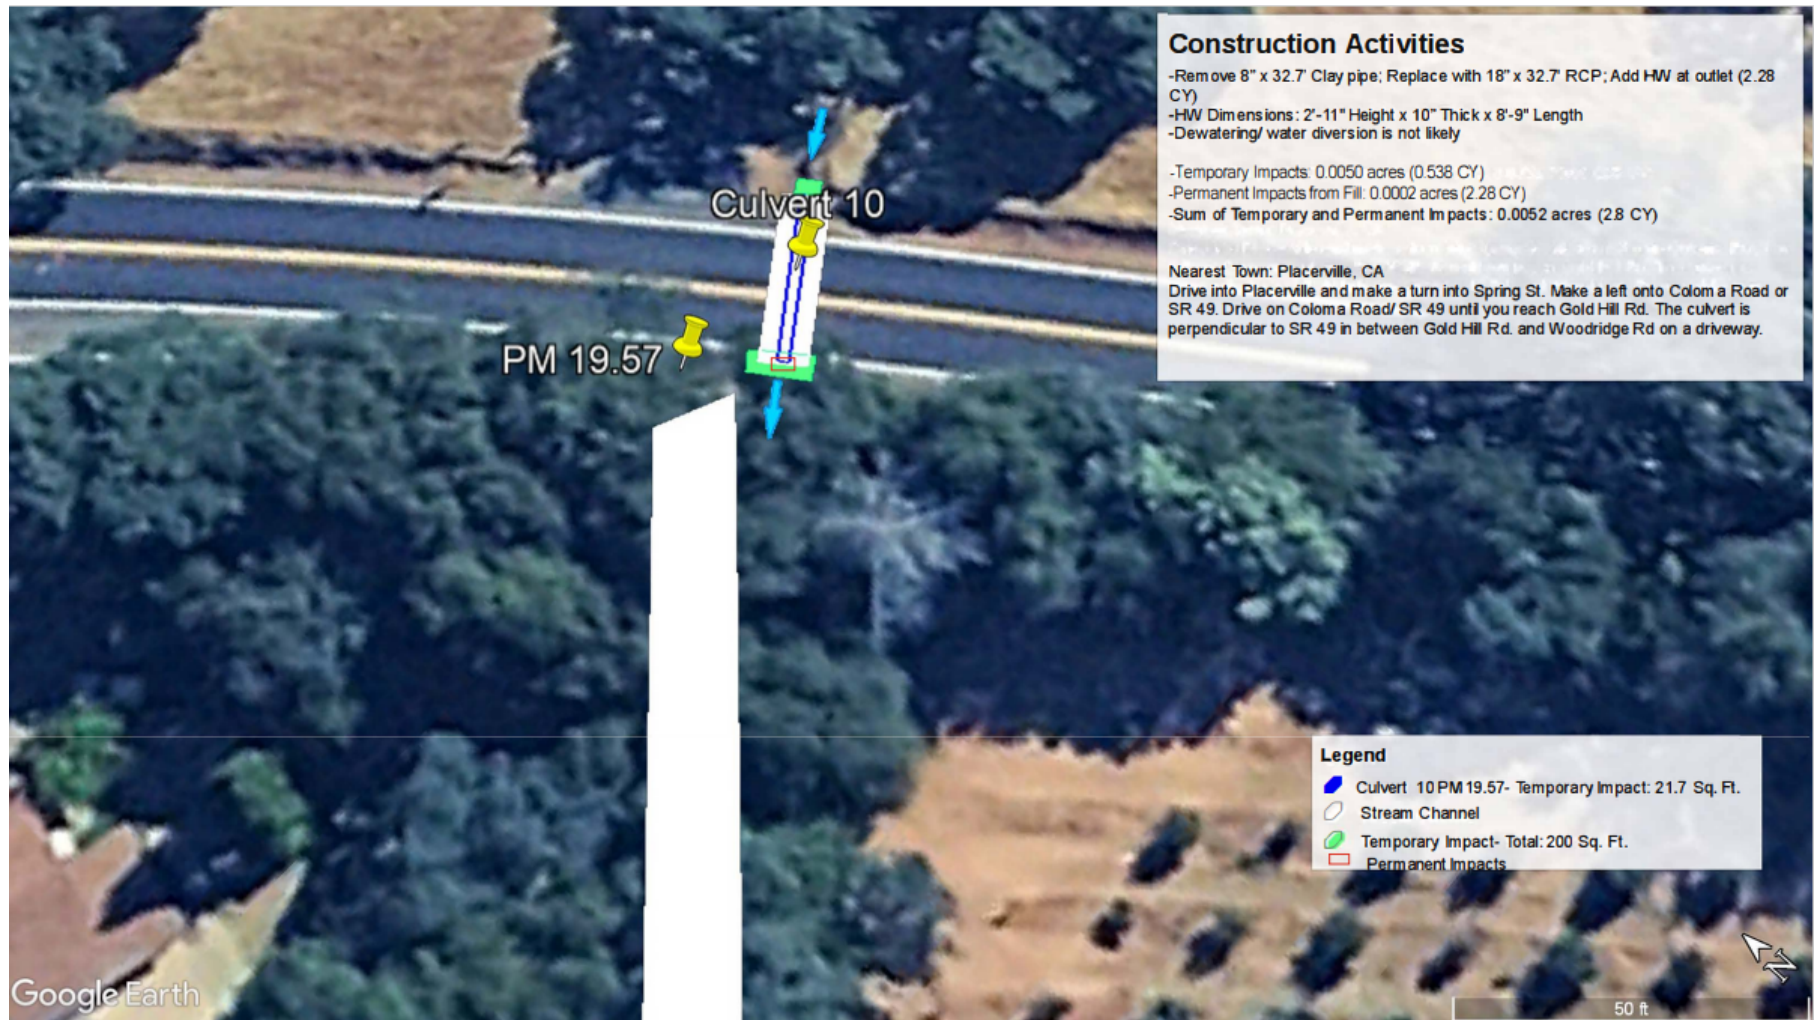 Construction Activities
-Remove 8" x 32.7' Clay pipe; Replace with 18" x 32.7' RCP; Add HW at outlet (2.28
CY)
-HW Dimensions: 2'-11" Height x 10" Thick x 8'-9" Length
-Dewatering/ water diversion is not likely
-Temporary Impacts: 0.0050 acres (0.538 CY)
-Permanent Impacts from Fill: 0.0002 acres (2.28 CY)
-Sum of Temporary and Permanent Impacts: 0.0052 acres (2.8 CY)
Nearest Town: Placerville, CA
Drive into Placerville and make a turn into Spring St. Make a left onto Coloma Road or
SR 49. Drive on Coloma Road/ SR 49 until you reach Gold Hill Rd. The culvert is
perpendicular to SR 49 in between Gold Hill Rd. and Woodridge Rd on a driveway.
Culvert 10
PM 19.57
Legend
Culvert 10 PM 19.57- Temporary Impact: 21.7 Sq. Ft.
Stream Channel
Temporary Impact- Total: 200 Sq. Ft.
Permanent Impacts
N
Google Earth
50 ft